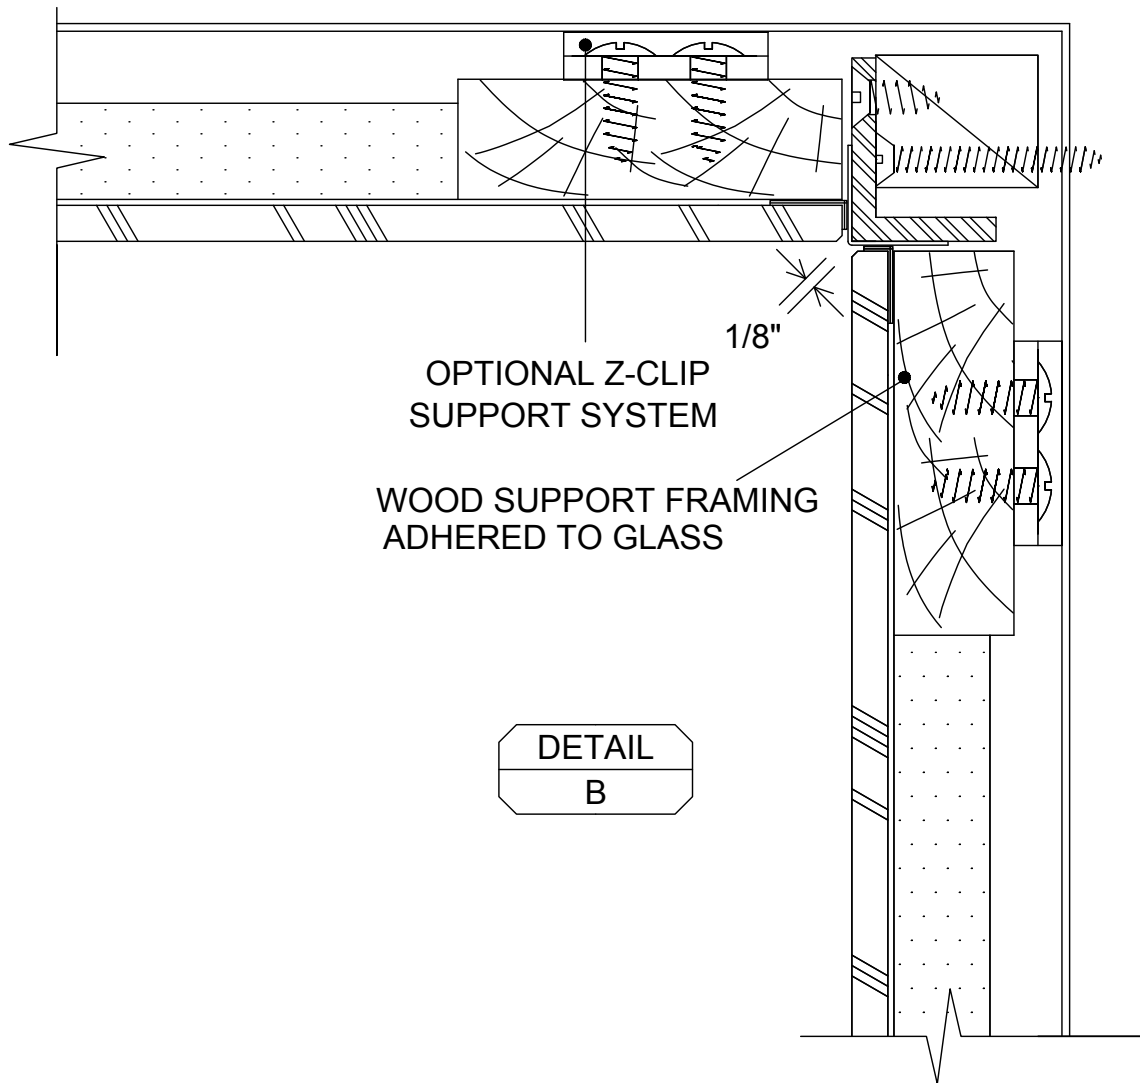 1/8"
OPTIONAL Z-CLIP
SUPPORT SYSTEM
WOOD SUPPORT FRAMING
ADHERED TO GLASS
DETAIL
B